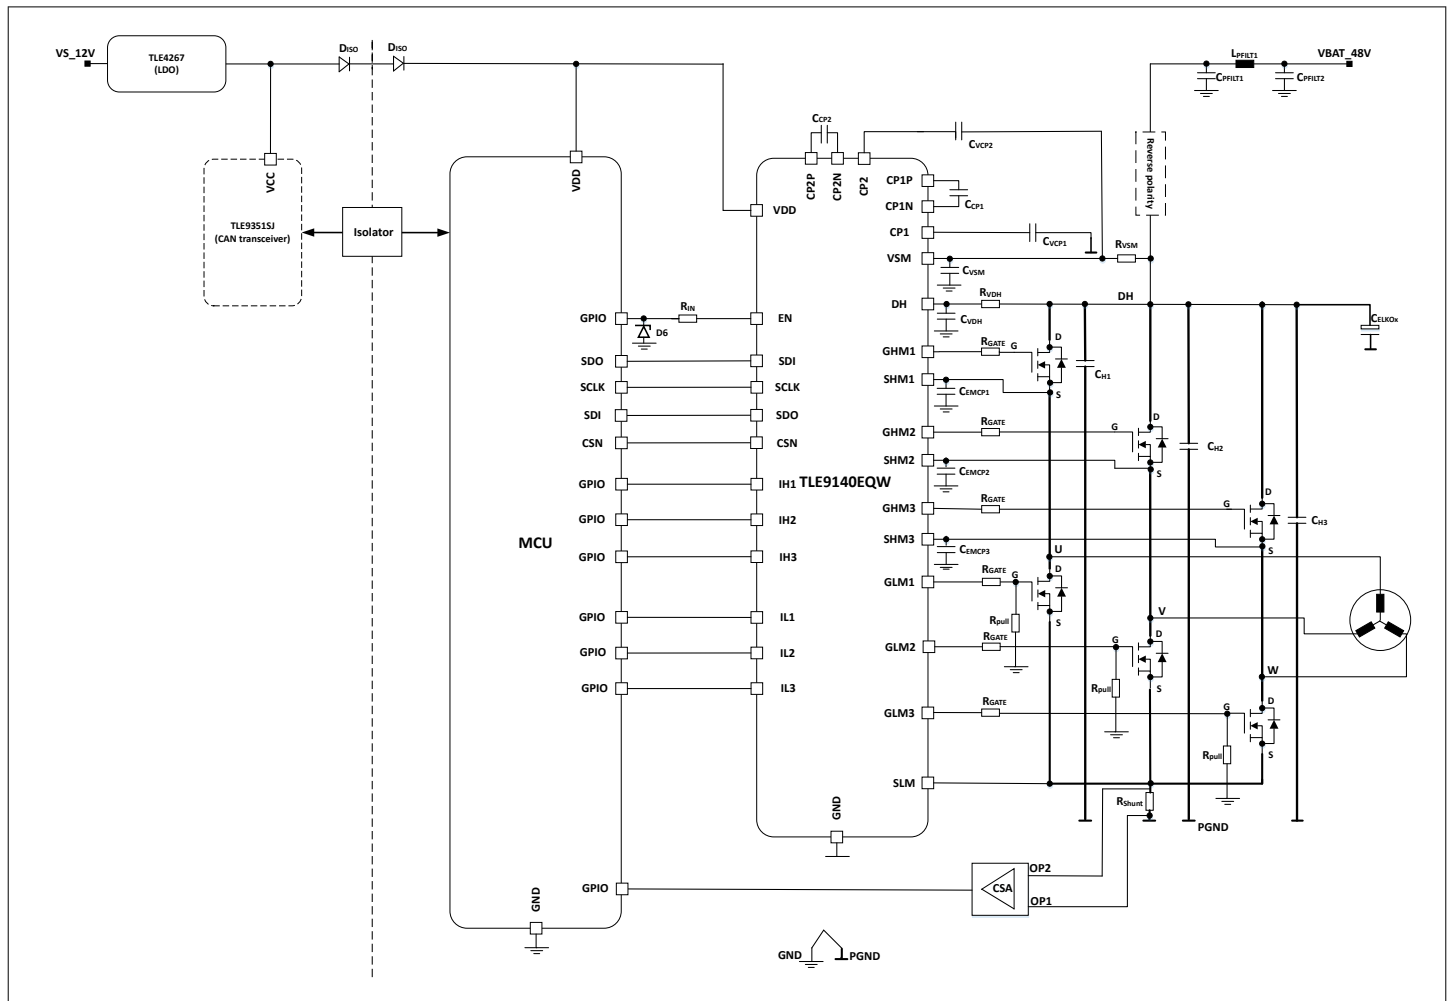 VS_12V
TLE4267
(LDO)
DISO
DISO
LPFILT1
VBAT_48V
CPFILT1
CPFILT2
CCP2
CVCP2
Reverse polarity
VCC
VDD
CP2P
CP2N
CP2
CP1P
CP1N
CCP1
VDD
TLE9351SJ
(CAN transceiver)
Isolator
CP1
CVCP1
RVSM
VSM
CVSM
DH
RVDH
DH
CVDH
CELKOx
GPIO
RIN
EN
D6
GHM1
RGATE
G
D
S
CH1
SDO
SDI
SHM1
CEMCP1
SCLK
SCLK
SDI
SDO
GHM2
RGATE
G
D
S
CH2
CSN
CSN
SHM2
CEMCP2
TLE9140EQW
GPIO
IH1
GHM3
RGATE
G
D
S
CH3
GPIO
IH2
SHM3
CEMCP3
MCU
GPIO
IH3
U
GLM1
RGATE
G
D
S
Rpull
GPIO
IL1
V
GLM2
RGATE
G
D
S
Rpull
GPIO
IL2
W
GPIO
IL3
GLM3
RGATE
G
D
S
Rpull
SLM
RShunt
PGND
GND
GPIO
GND
CSA
OP2
OP1
GND
PGND